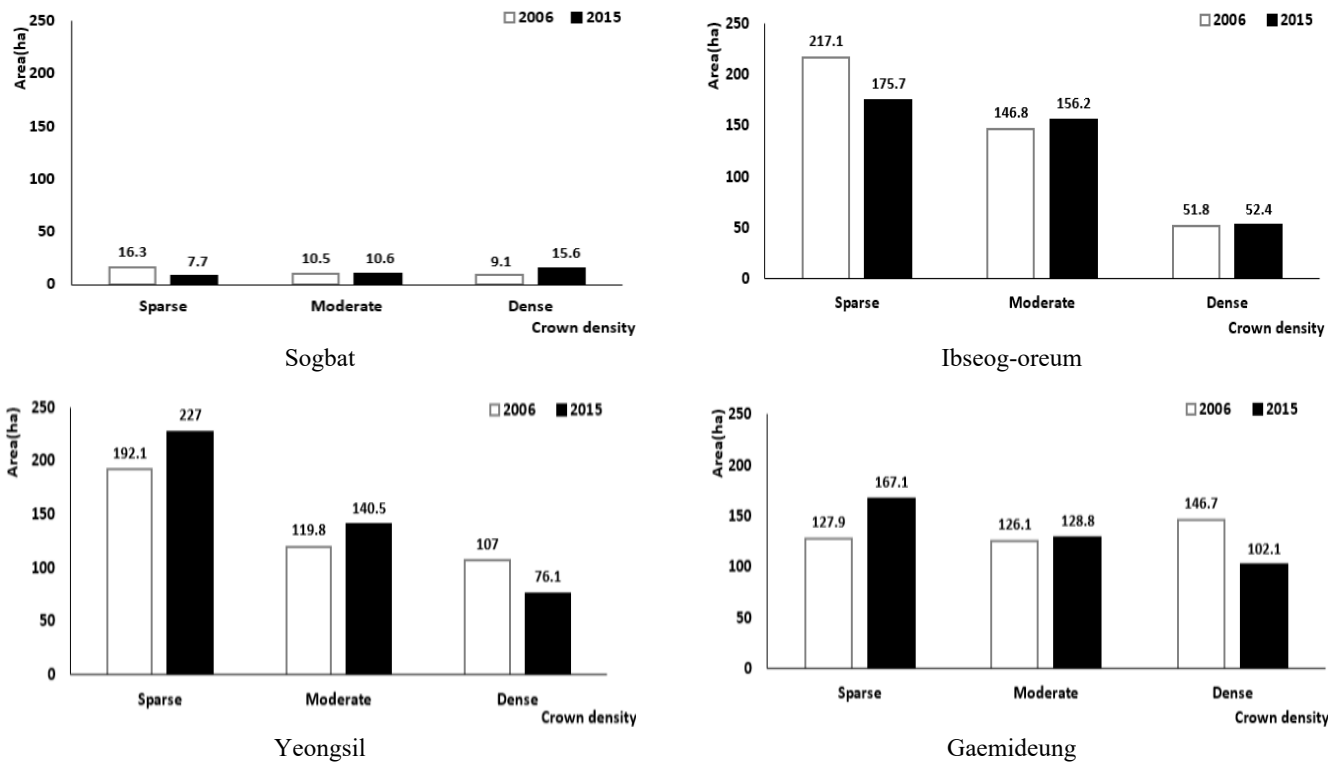 250
200
150
100
50
0
Area(ha)
2006 2015
16.3 7.7 10.5 10.6 9.1 15.6
Sparse Moderate Dense
Crown density
Sogbat
250
200
150
100
50
0
Area(ha)
2006 2015
217.1 175.7 146.8 156.2 51.8 52.4
Sparse Moderate Dense
Crown density
Ibseog-oreum
250
200
150
100
50
0
Area(ha)
2006 2015
192.1 227 119.8 140.5 107 76.1
Sparse Moderate Dense
Crown density
Yeongsil
250
200
150
100
50
0
Area(ha)
2006 2015
127.9 167.1 126.1 128.8 146.7 102.1
Sparse Moderate Dense
Crown density
Gaemideung